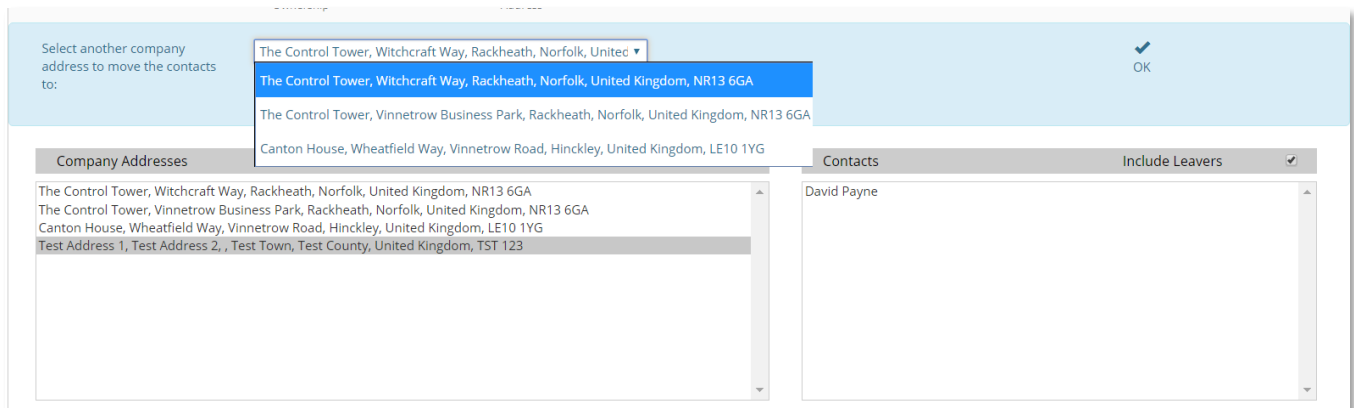 Ownership Address
Select another company
address to move the contacts
to:
The Control Tower, Witchcraft Way, Rackheath, Norfolk, United
OK
The Control Tower, Witchcraft Way, Rackheath, Norfolk, United Kingdom, NR13 6GA
The Control Tower, Vinnetrow Business Park, Rackheath, Norfolk, United Kingdom, NR13 6GA
Canton House, Wheatfield Way, Vinnetrow Road, Hinckley, United Kingdom, LE10 1YG
Company Addresses
The Control Tower, Witchcraft Way, Rackheath, Norfolk, United Kingdom, NR13 6GA
The Control Tower, Vinnetrow Business Park, Rackheath, Norfolk, United Kingdom, NR13 6GA
Canton House, Wheatfield Way, Vinnetrow Road, Hinckley, United Kingdom, LE10 1YG
Test Address 1, Test Address 2, , Test Town, Test County, United Kingdom, TST 123
Contacts Include Leavers
David Payne